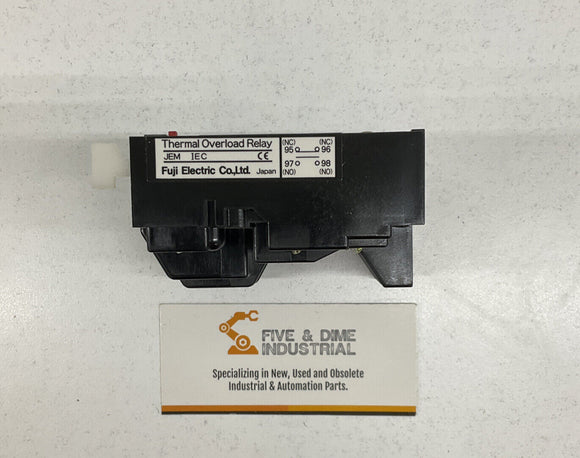 Thermal Overload Relay
JEM IEC CE
Fuji Electric Co.,Ltd. Japan
(NC) (NC)
95 96
97 98
(NO) (NO)
FIVE & DIME
INDUSTRIAL
Specializing in New, Used and Obsolete
Industrial & Automation Parts.